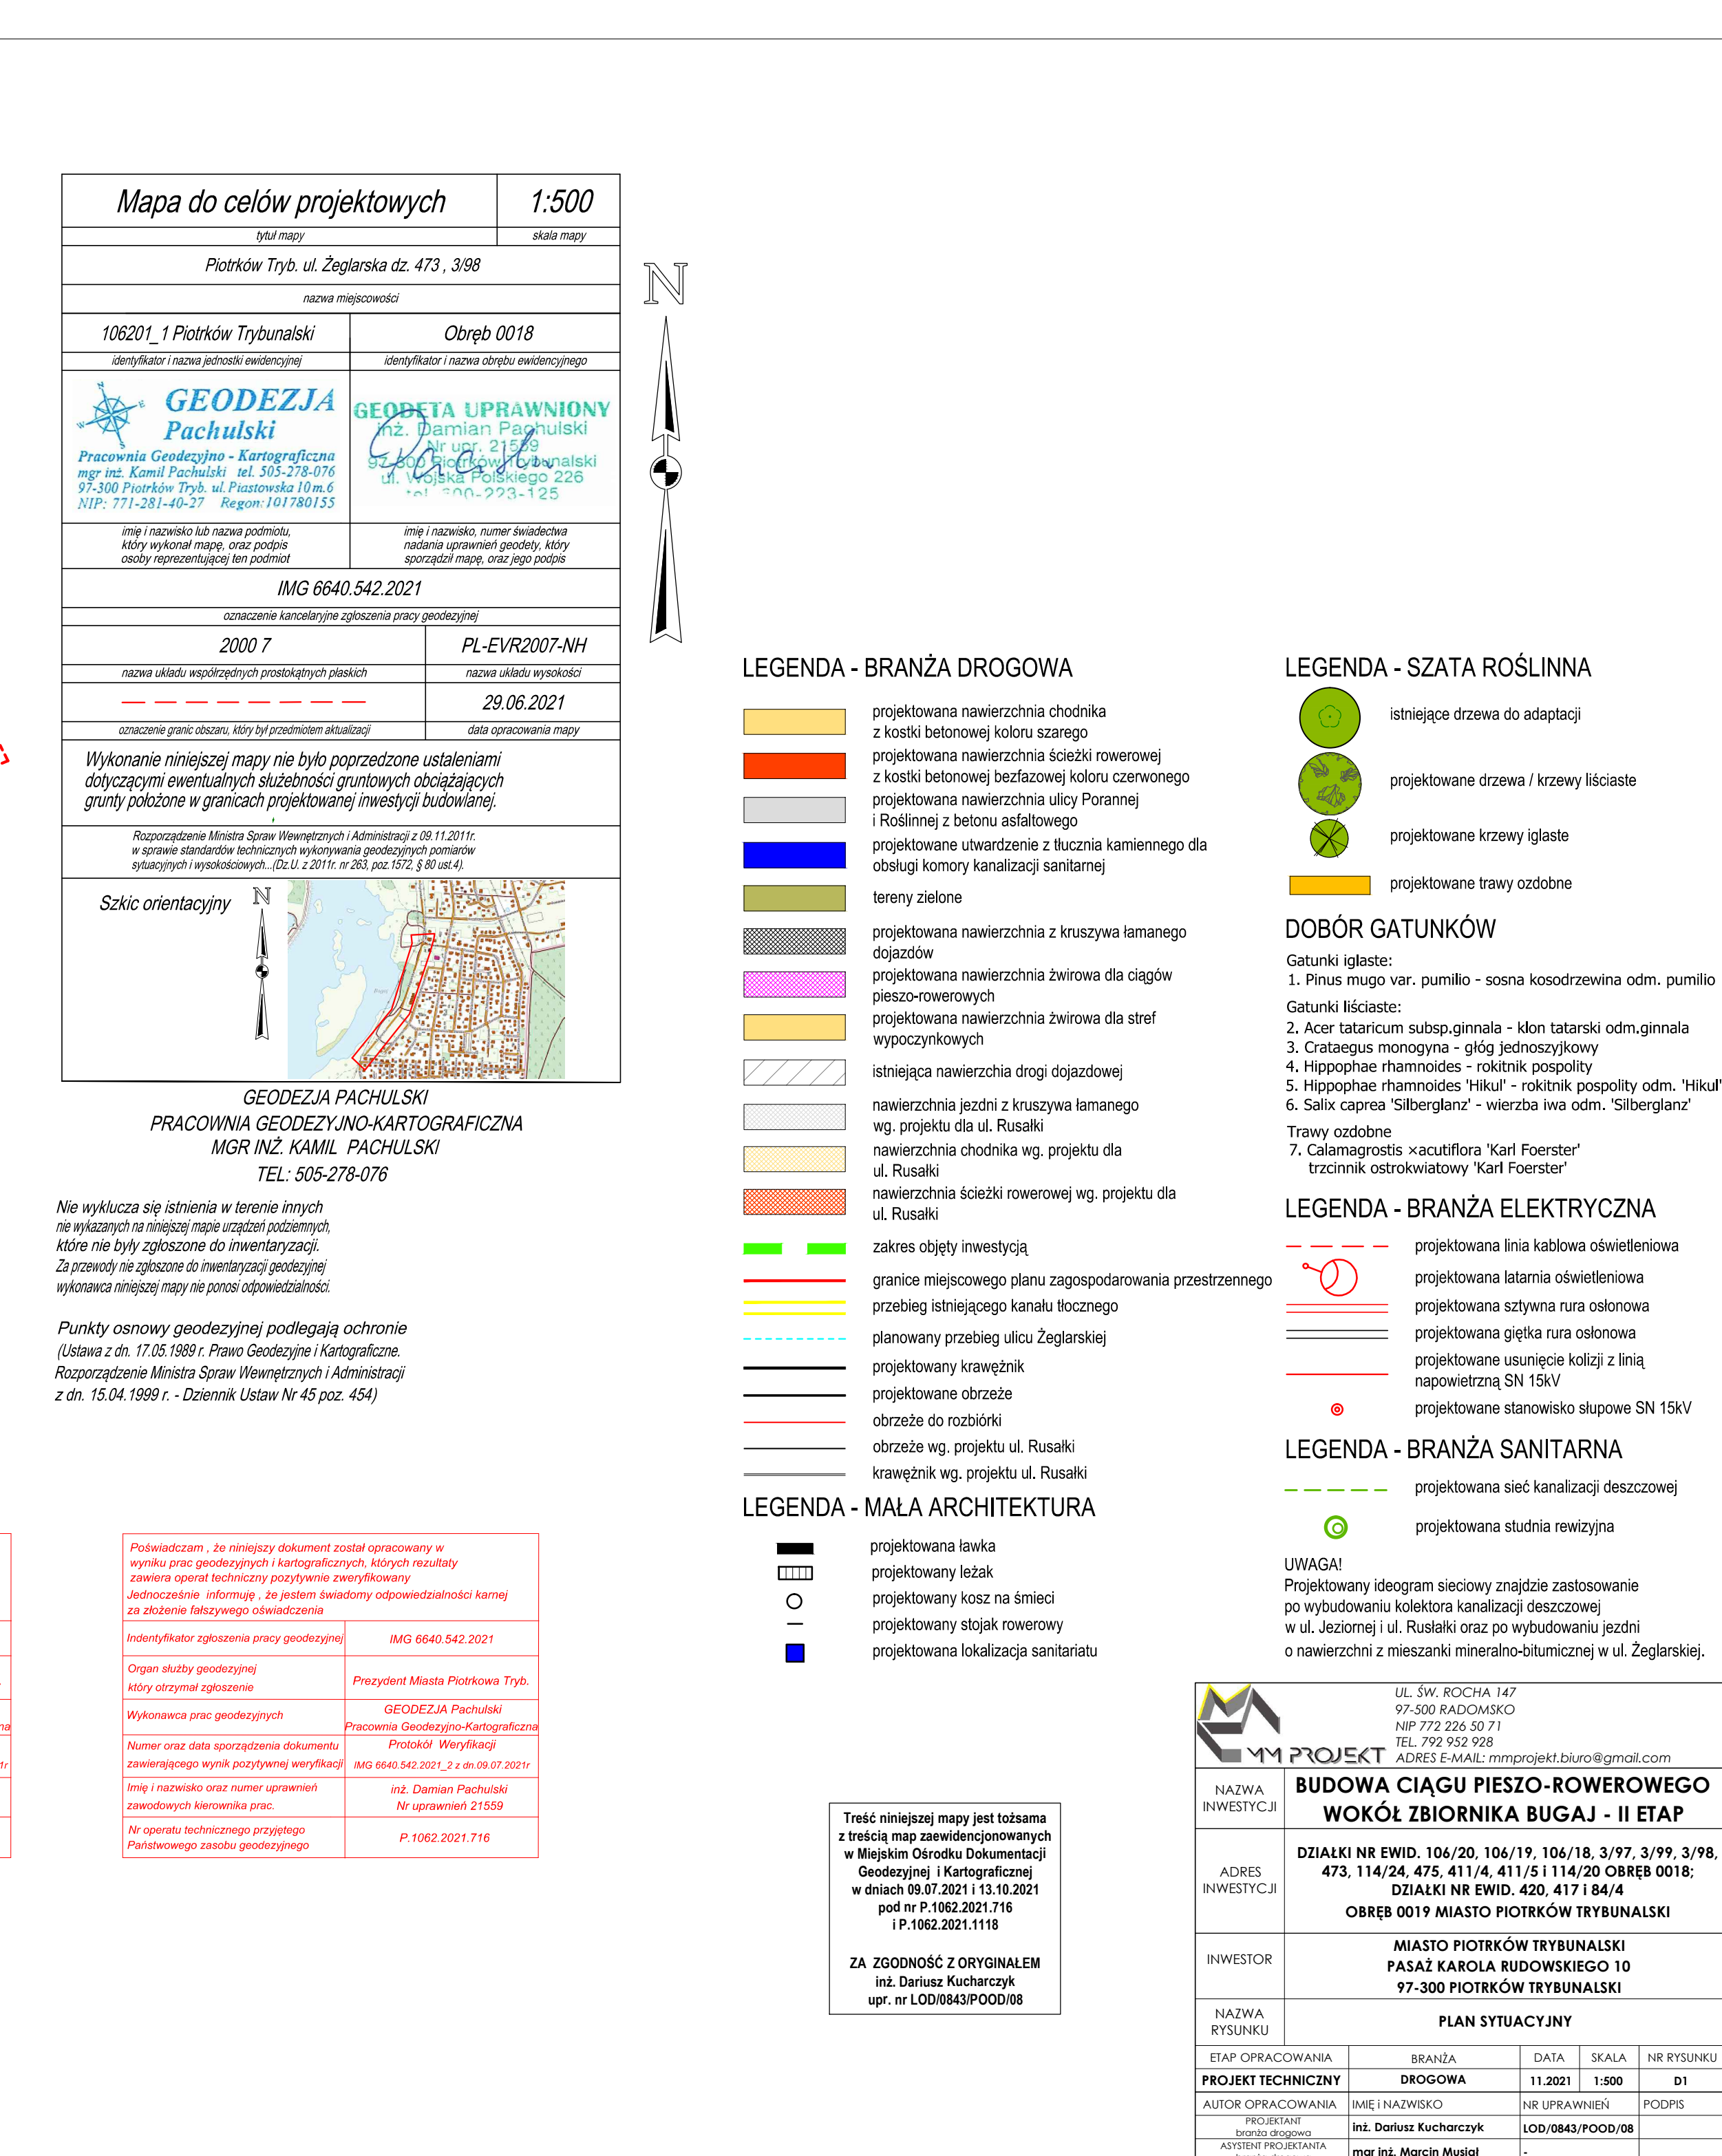 Mapa do celów projektowych 1:500
tytuł mapy skala mapy
Piotrków Tryb. ul. Żeglarska dz. 473 , 3/98
nazwa miejscowości
106201_1 Piotrków Trybunalski Obręb 0018
identyfikator i nazwa jednostki ewidencyjnej identyfikator i nazwa obrębu ewidencyjnego
N
W E
S
GEODEZJA
Pachulski
Pracownia Geodezyjno - Kartograficzna
mgr inż. Kamil Pachulski tel. 505-278-076
97-300 Piotrków Tryb. ul. Piastowska 10 m.6
NIP: 771-281-40-27 Regon:101780155
GEODETA UPRAWNIONY
inż. Damian Pachulski
Nr upr. 21559
97-300 Piotrków Trybunalski
ul. Wojska Polskiego 226
tel. 600-223-125
imię i nazwisko lub nazwa podmiotu,
który wykonał mapę, oraz podpis
osoby reprezentującej ten podmiot
imię i nazwisko, numer świadectwa
nadania uprawnień geodety, który
sporządził mapę, oraz jego podpis
IMG 6640.542.2021
oznaczenie kancelaryjne zgłoszenia pracy geodezyjnej
2000 7 PL-EVR2007-NH
nazwa układu współrzędnych prostokątnych płaskich nazwa układu wysokości
29.06.2021
oznaczenie granic obszaru, który był przedmiotem aktualizacji data opracowania mapy
Wykonanie niniejszej mapy nie było poprzedzone ustaleniami
dotyczącymi ewentualnych służebności gruntowych obciążających
grunty położone w granicach projektowanej inwestycji budowlanej.
Rozporządzenie Ministra Spraw Wewnętrznych i Administracji z 09.11.2011r.
w sprawie standardów technicznych wykonywania geodezyjnych pomiarów
sytuacyjnych i wysokościowych...(Dz.U. z 2011r. nr 263, poz.1572, § 80 ust.4).
Szkic orientacyjny N
GEODEZJA PACHULSKI
PRACOWNIA GEODEZYJNO-KARTOGRAFICZNA
MGR INŻ. KAMIL PACHULSKI
TEL: 505-278-076
Nie wyklucza się istnienia w terenie innych
nie wykazanych na niniejszej mapie urządzeń podziemnych,
które nie były zgłoszone do inwentaryzacji.
Za przewody nie zgłoszone do inwentaryzacji geodezyjnej
wykonawca niniejszej mapy nie ponosi odpowiedzialności.
Punkty osnowy geodezyjnej podlegają ochronie
(Ustawa z dn. 17.05.1989 r. Prawo Geodezyjne i Kartograficzne.
Rozporządzenie Ministra Spraw Wewnętrznych i Administracji
z dn. 15.04.1999 r. - Dziennik Ustaw Nr 45 poz. 454)
Poświadczam , że niniejszy dokument został opracowany w
wyniku prac geodezyjnych i kartograficznych, których rezultaty
zawiera operat techniczny pozytywnie zweryfikowany
Jednocześnie informuję , że jestem świadomy odpowiedzialności karnej
za złożenie fałszywego oświadczenia
Indentyfikator zgłoszenia pracy geodezyjnej IMG 6640.542.2021
Organ służby geodezyjnej
który otrzymał zgłoszenie
Prezydent Miasta Piotrkowa Tryb.
Wykonawca prac geodezyjnych
GEODEZJA Pachulski
Pracownia Geodezyjno-Kartograficzna
Numer oraz data sporządzenia dokumentu
zawierającego wynik pozytywnej weryfikacji
Protokół Weryfikacji
IMG 6640.542.2021_2 z dn.09.07.2021r
Imię i nazwisko oraz numer uprawnień
zawodowych kierownika prac.
inż. Damian Pachulski
Nr uprawnień 21559
Nr operatu technicznego przyjętego
Państwowego zasobu geodezyjnego
P.1062.2021.716
N
LEGENDA - BRANŻA DROGOWA
projektowana nawierzchnia chodnika
z kostki betonowej koloru szarego
projektowana nawierzchnia ścieżki rowerowej
z kostki betonowej bezfazowej koloru czerwonego
projektowana nawierzchnia ulicy Porannej
i Roślinnej z betonu asfaltowego
projektowane utwardzenie z tłucznia kamiennego dla
obsługi komory kanalizacji sanitarnej
tereny zielone
projektowana nawierzchnia z kruszywa łamanego
dojazdów
projektowana nawierzchnia żwirowa dla ciągów
pieszo-rowerowych
projektowana nawierzchnia żwirowa dla stref
wypoczynkowych
istniejąca nawierzchia drogi dojazdowej
nawierzchnia jezdni z kruszywa łamanego
wg. projektu dla ul. Rusałki
nawierzchnia chodnika wg. projektu dla
ul. Rusałki
nawierzchnia ścieżki rowerowej wg. projektu dla
ul. Rusałki
zakres objęty inwestycją
granice miejscowego planu zagospodarowania przestrzennego
przebieg istniejącego kanału tłocznego
planowany przebieg ulicu Żeglarskiej
projektowany krawężnik
projektowane obrzeże
obrzeże do rozbiórki
obrzeże wg. projektu ul. Rusałki
krawężnik wg. projektu ul. Rusałki
LEGENDA - MAŁA ARCHITEKTURA
projektowana ławka
projektowany leżak
projektowany kosz na śmieci
projektowany stojak rowerowy
projektowana lokalizacja sanitariatu
Treść niniejszej mapy jest tożsama
z treścią map zaewidencjonowanych
w Miejskim Ośrodku Dokumentacji
Geodezyjnej i Kartograficznej
w dniach 09.07.2021 i 13.10.2021
pod nr P.1062.2021.716
i P.1062.2021.1118
ZA ZGODNOŚĆ Z ORYGINAŁEM
inż. Dariusz Kucharczyk
upr. nr LOD/0843/POOD/08
LEGENDA - SZATA ROŚLINNA
istniejące drzewa do adaptacji
projektowane drzewa / krzewy liściaste
projektowane krzewy iglaste
projektowane trawy ozdobne
DOBÓR GATUNKÓW
Gatunki iglaste:
1. Pinus mugo var. pumilio - sosna kosodrzewina odm. pumilio
Gatunki liściaste:
2. Acer tataricum subsp.ginnala - klon tatarski odm.ginnala
3. Crataegus monogyna - głóg jednoszyjkowy
4. Hippophae rhamnoides - rokitnik pospolity
5. Hippophae rhamnoides 'Hikul' - rokitnik pospolity odm. 'Hikul'
6. Salix caprea 'Silberglanz' - wierzba iwa odm. 'Silberglanz'
Trawy ozdobne
7. Calamagrostis ×acutiflora 'Karl Foerster'
trzcinnik ostrokwiatowy 'Karl Foerster'
LEGENDA - BRANŻA ELEKTRYCZNA
projektowana linia kablowa oświetleniowa
projektowana latarnia oświetleniowa
projektowana sztywna rura osłonowa
projektowana giętka rura osłonowa
projektowane usunięcie kolizji z linią
napowietrzną SN 15kV
projektowane stanowisko słupowe SN 15kV
LEGENDA - BRANŻA SANITARNA
projektowana sieć kanalizacji deszczowej
projektowana studnia rewizyjna
UWAGA!
Projektowany ideogram sieciowy znajdzie zastosowanie
po wybudowaniu kolektora kanalizacji deszczowej
w ul. Jeziornej i ul. Rusłałki oraz po wybudowaniu jezdni
o nawierzchni z mieszanki mineralno-bitumicznej w ul. Żeglarskiej.
MM PROJEKT
UL. ŚW. ROCHA 147
97-500 RADOMSKO
NIP 772 226 50 71
TEL. 792 952 928
ADRES E-MAIL: mmprojekt.biuro@gmail.com
NAZWA
INWESTYCJI
BUDOWA CIĄGU PIESZO-ROWEROWEGO
WOKÓŁ ZBIORNIKA BUGAJ - II ETAP
ADRES
INWESTYCJI
DZIAŁKI NR EWID. 106/20, 106/19, 106/18, 3/97, 3/99, 3/98,
473, 114/24, 475, 411/4, 411/5 i 114/20 OBRĘB 0018;
DZIAŁKI NR EWID. 420, 417 i 84/4
OBRĘB 0019 MIASTO PIOTRKÓW TRYBUNALSKI
INWESTOR
MIASTO PIOTRKÓW TRYBUNALSKI
PASAŻ KAROLA RUDOWSKIEGO 10
97-300 PIOTRKÓW TRYBUNALSKI
NAZWA
RYSUNKU
PLAN SYTUACYJNY
ETAP OPRACOWANIA BRANŻA DATA SKALA NR RYSUNKU
PROJEKT TECHNICZNY DROGOWA 11.2021 1:500 D1
AUTOR OPRACOWANIA IMIĘ i NAZWISKO NR UPRAWNIEŃ PODPIS
PROJEKTANT
branża drogowa
inż. Dariusz Kucharczyk LOD/0843/POOD/08
ASYSTENT PROJEKTANTA
mgr inż. Marcin Musiał -